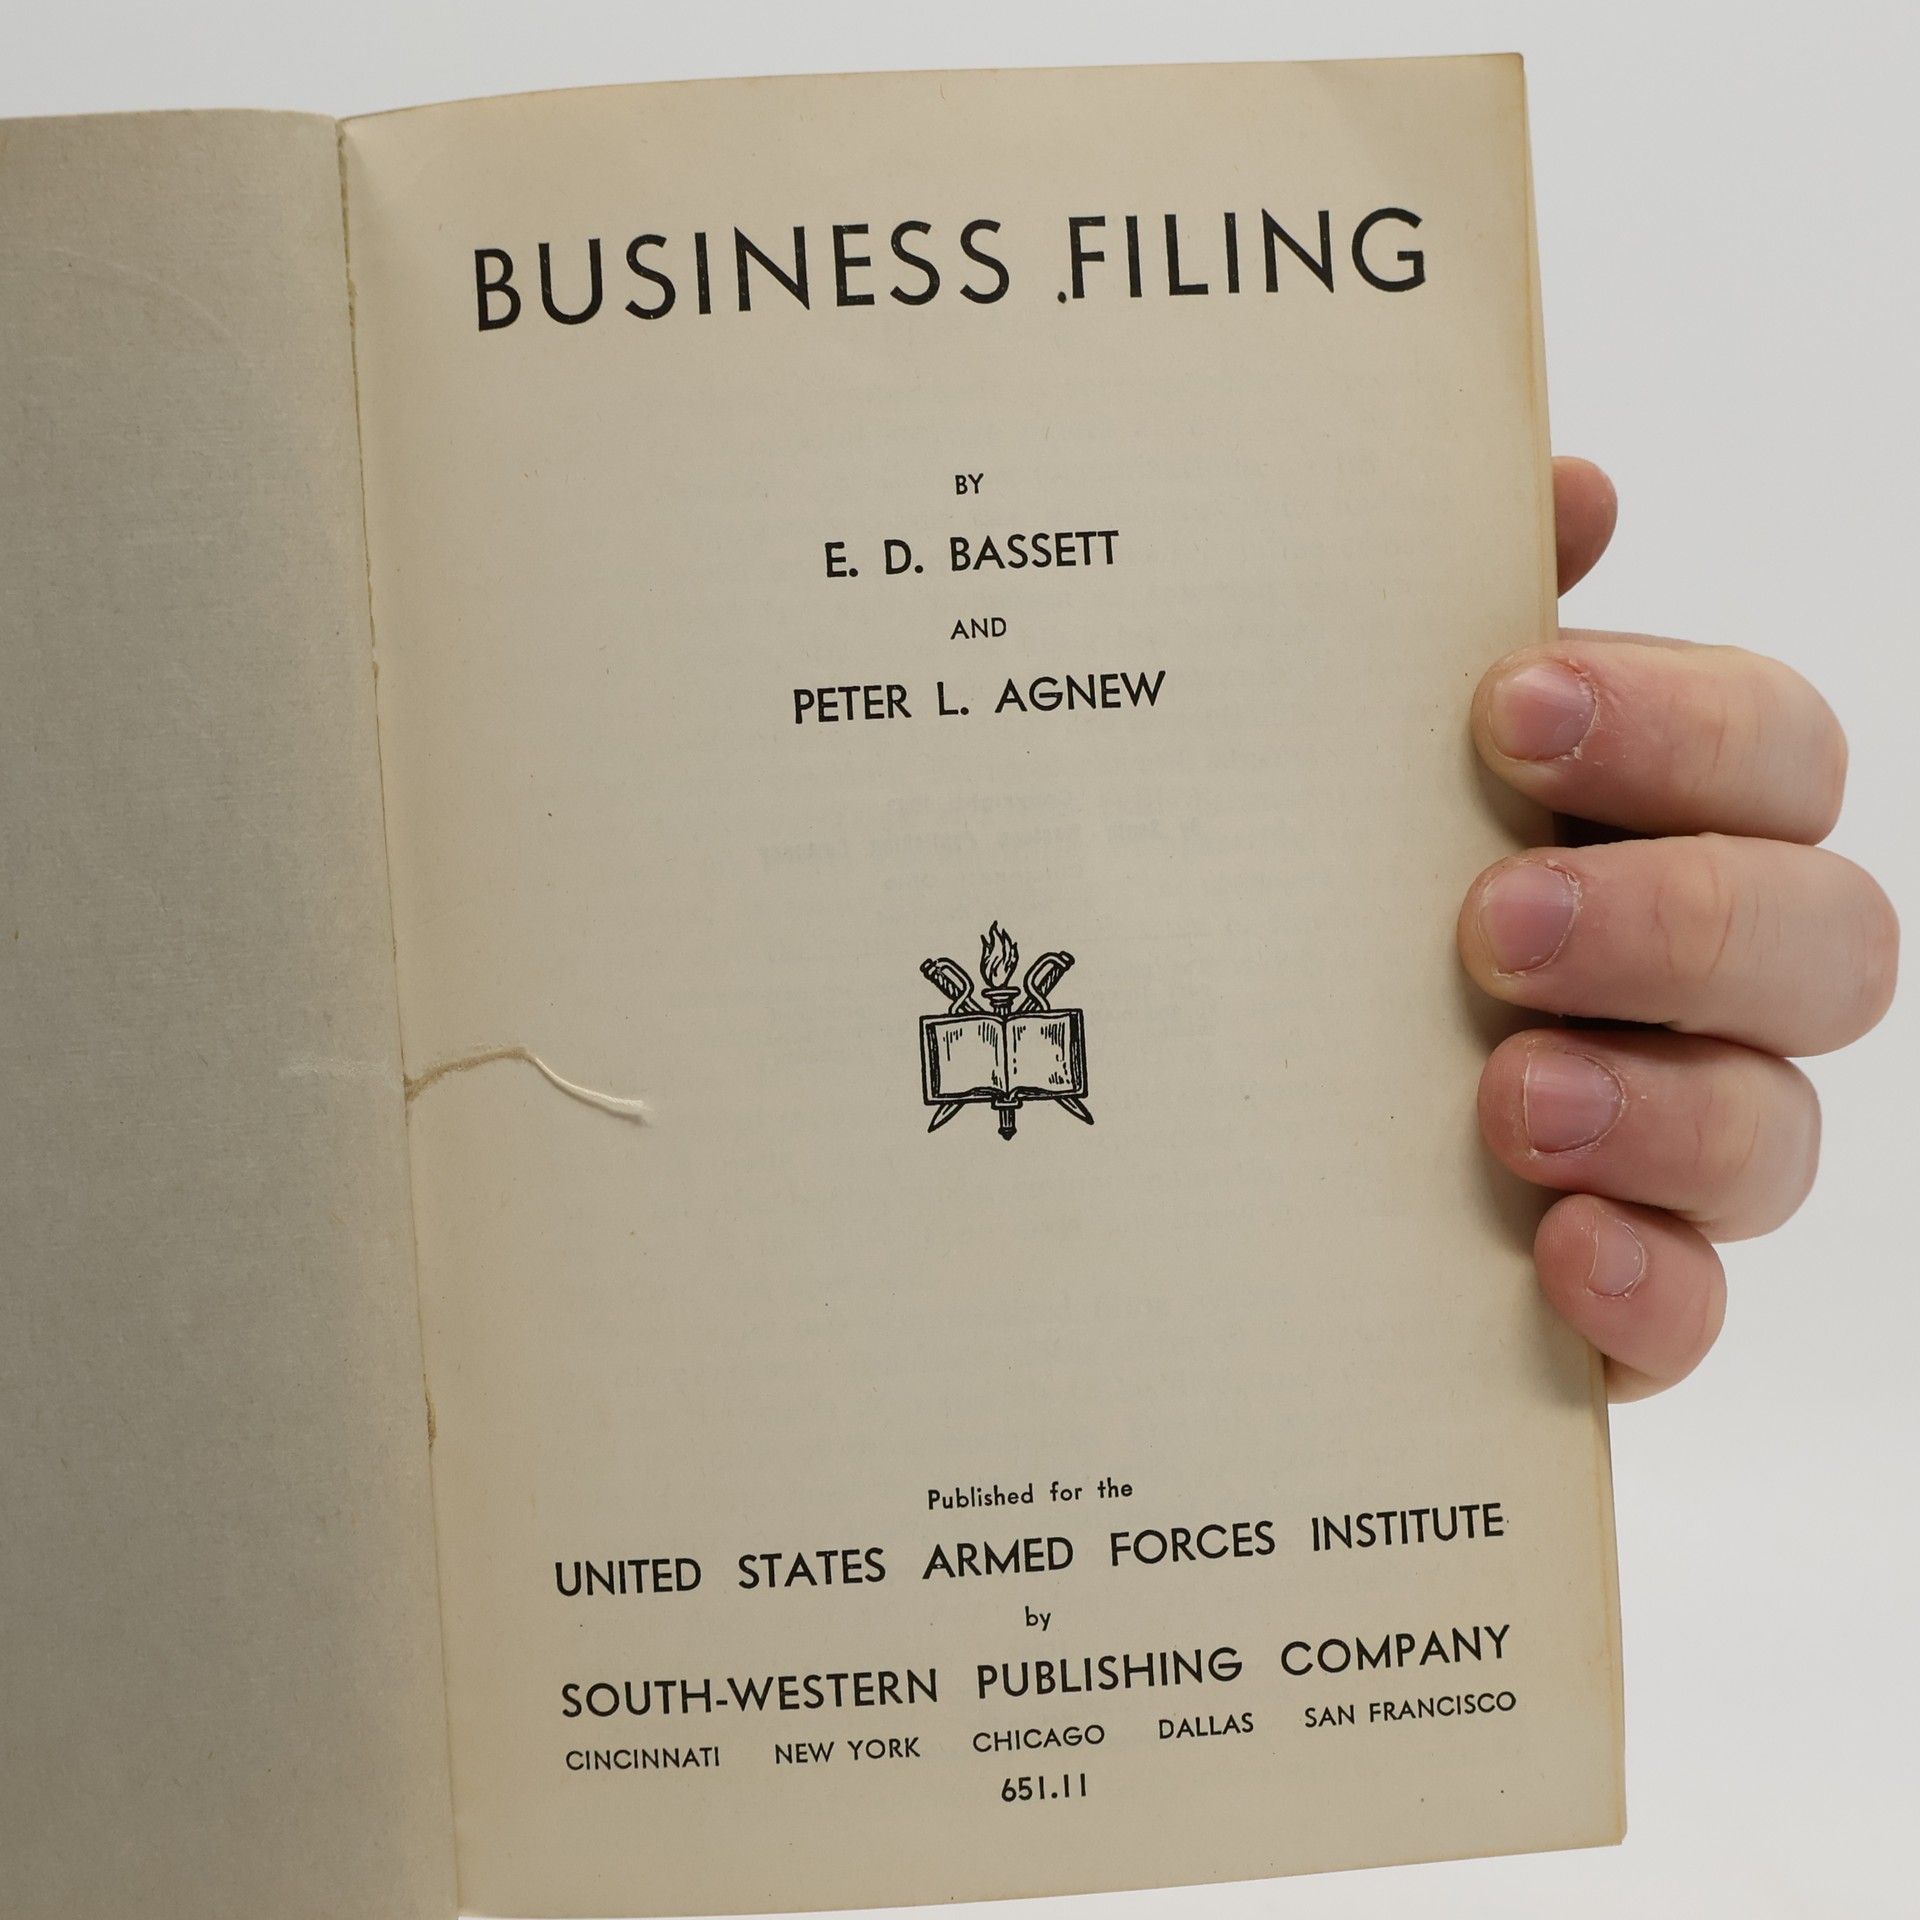 BUSINESS FILING
BY
E. D. BASSETT
AND
PETER L. AGNEW
Published for the
UNITED STATES ARMED FORCES INSTITUTE
by
SOUTH-WESTERN PUBLISHING COMPANY
CINCINNATI NEW YORK CHICAGO DALLAS SAN FRANCISCO
651.11